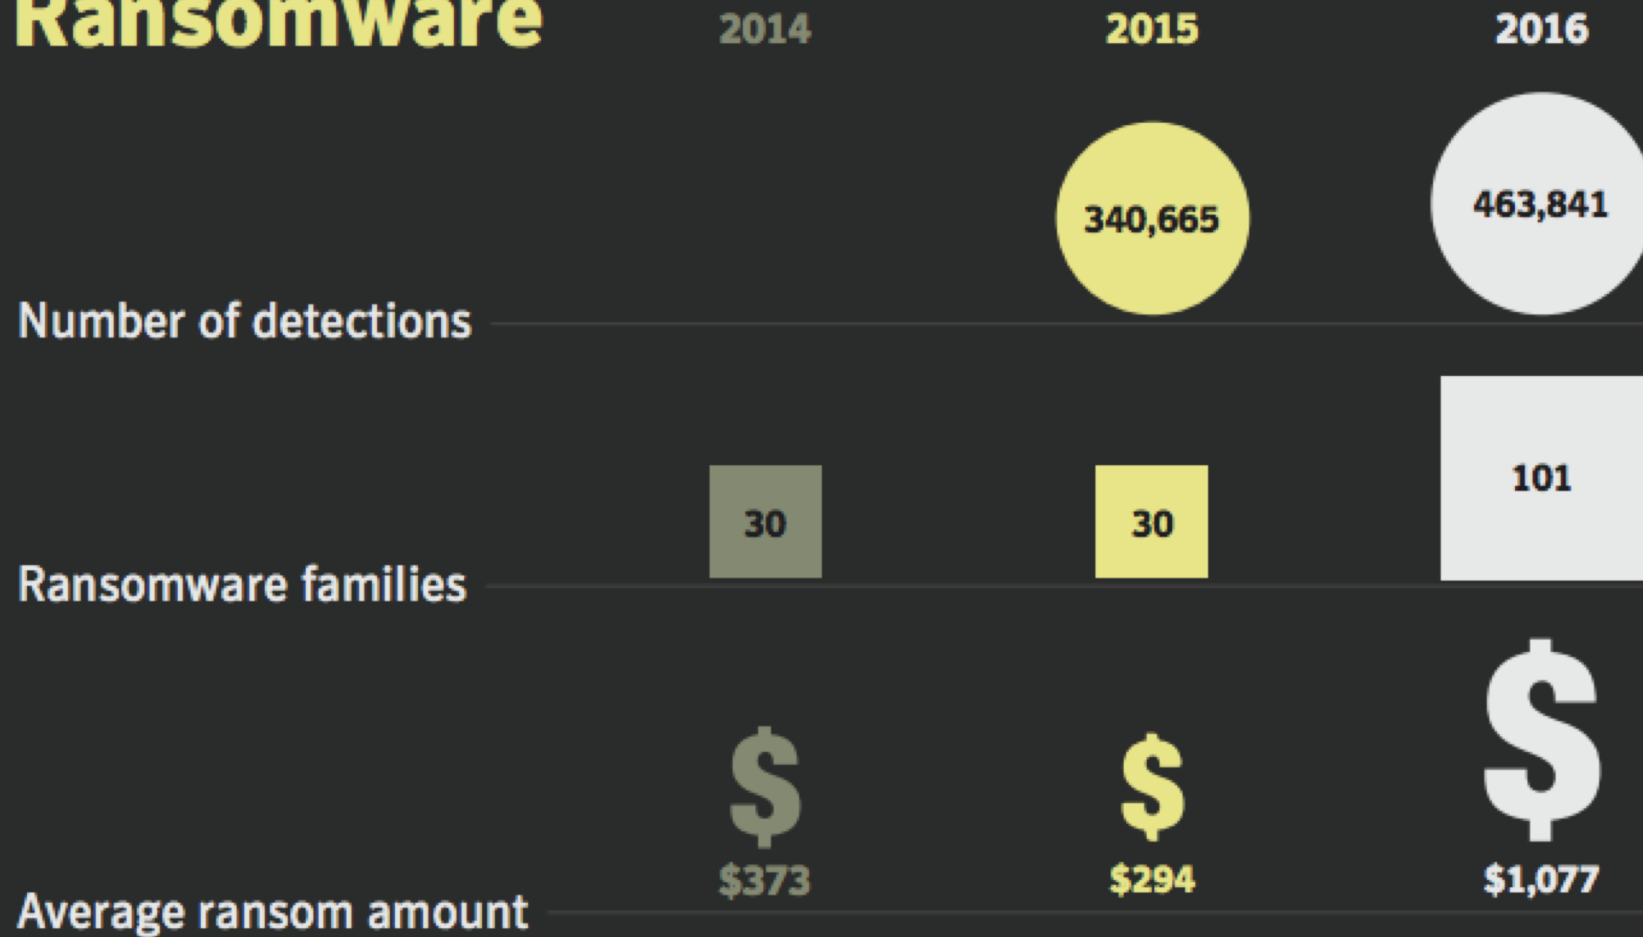 Ransomware 2014 2015 2016
340,665 463,841
Number of detections
30 30 101
Ransomware families
$ $ $
$373 $294 $1,077
Average ransom amount